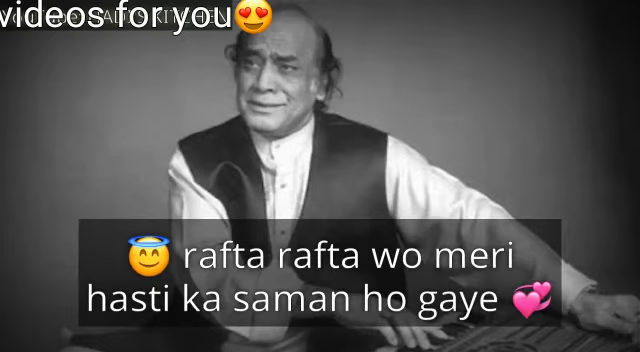 videos for you😍
😇 rafta rafta wo meri
hasti ka saman ho gaye 💞